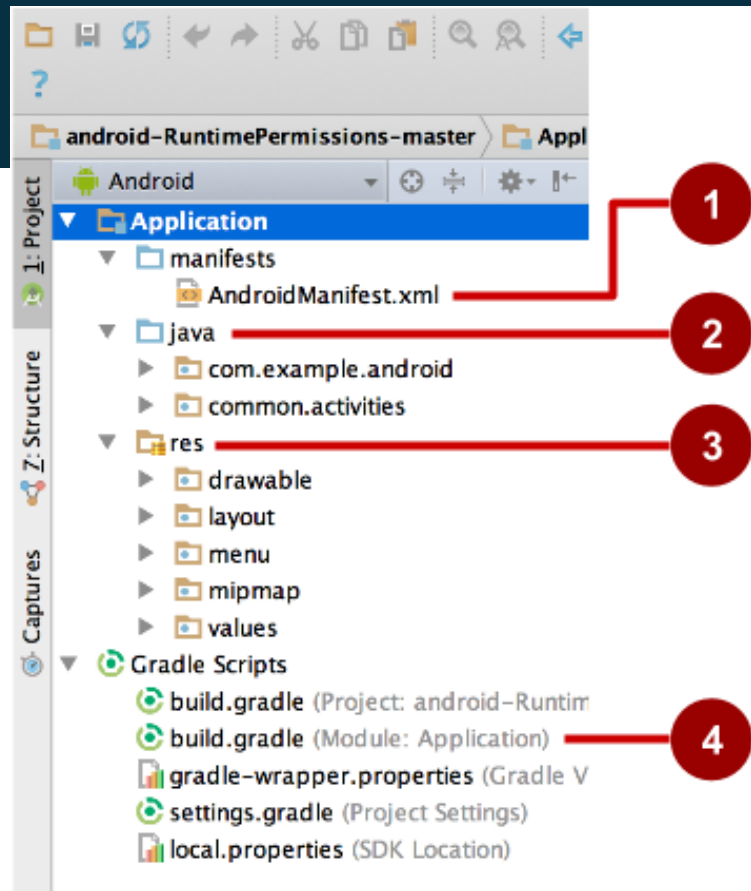 ?
android-RuntimePermissions-master Appl
Android
1: Project
Application
1
manifests
AndroidManifest.xml
java
2
com.example.android
common.activities
Z: Structure
res
3
drawable
layout
menu
mipmap
values
Captures
Gradle Scripts
build.gradle (Project: android-Runtim
build.gradle (Module: Application)
4
gradle-wrapper.properties (Gradle V
settings.gradle (Project Settings)
local.properties (SDK Location)